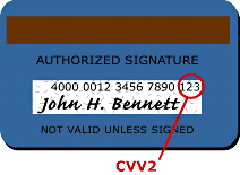 AUTHORIZED SIGNATURE
4000 0012 3456 7890 123
John H. Bennett
NOT VALID UNLESS SIGNED
CVV2